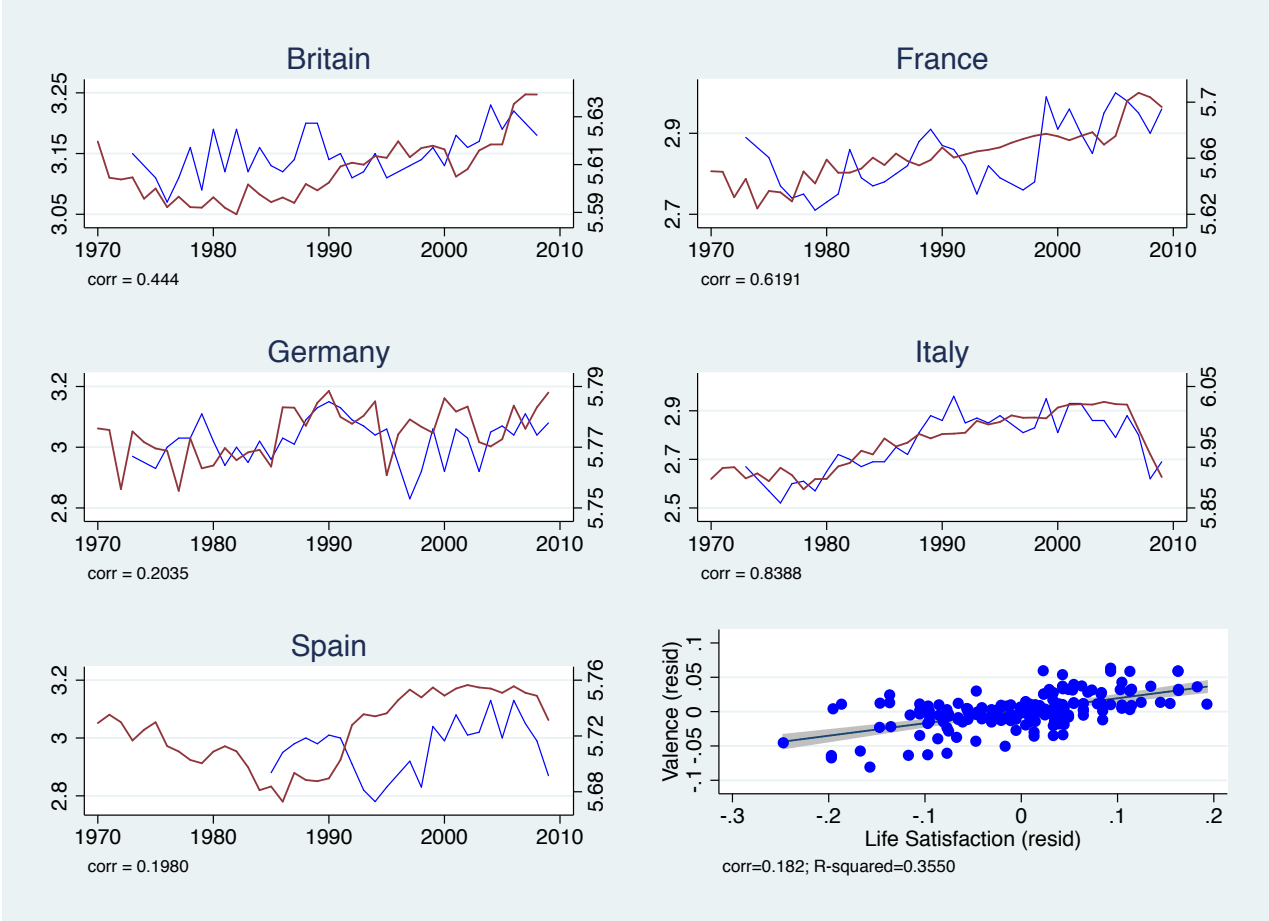 Britain
3.05 3.15 3.25
5.59 5.61 5.63
1970 1980 1990 2000 2010
corr = 0.444
France
2.7 2.9
5.62 5.66 5.7
1970 1980 1990 2000 2010
corr = 0.6191
Germany
2.8 3 3.2
5.75 5.77 5.79
1970 1980 1990 2000 2010
corr = 0.2035
Italy
2.5 2.7 2.9
5.85 5.95 6.05
1970 1980 1990 2000 2010
corr = 0.8388
Spain
2.8 3 3.2
5.68 5.72 5.76
1970 1980 1990 2000 2010
corr = 0.1980
Valence (resid)
-.1 -.05 0 .05 .1
-.3 -.2 -.1 0 .1 .2
Life Satisfaction (resid)
corr=0.182; R-squared=0.3550